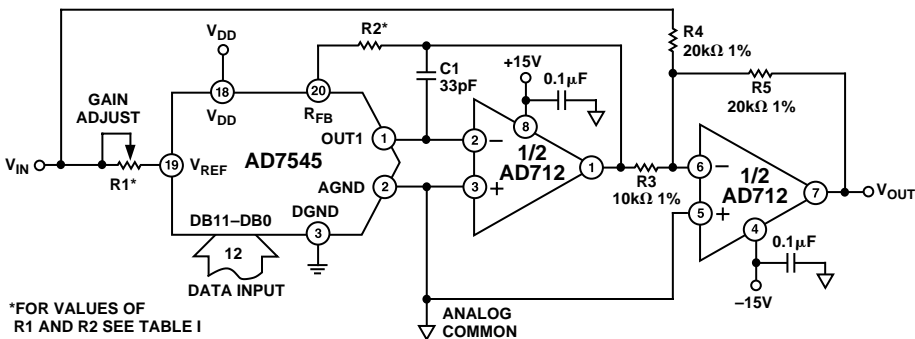 R4
20kΩ 1%
R2*
V_DD
+15V
0.1µF
C1
33pF
R5
20kΩ 1%
GAIN
ADJUST
18
V_DD
20
R_FB
8
OUT1
1
2
–
1/2
AD712
1
V_IN
R1*
19
V_REF
AD7545
AGND
2
3
+
R3
10kΩ 1%
6
–
1/2
AD712
7
V_OUT
5
+
DB11–DB0
DGND
3
4
0.1µF
12
DATA INPUT
–15V
ANALOG
COMMON
*FOR VALUES OF
R1 AND R2 SEE TABLE I